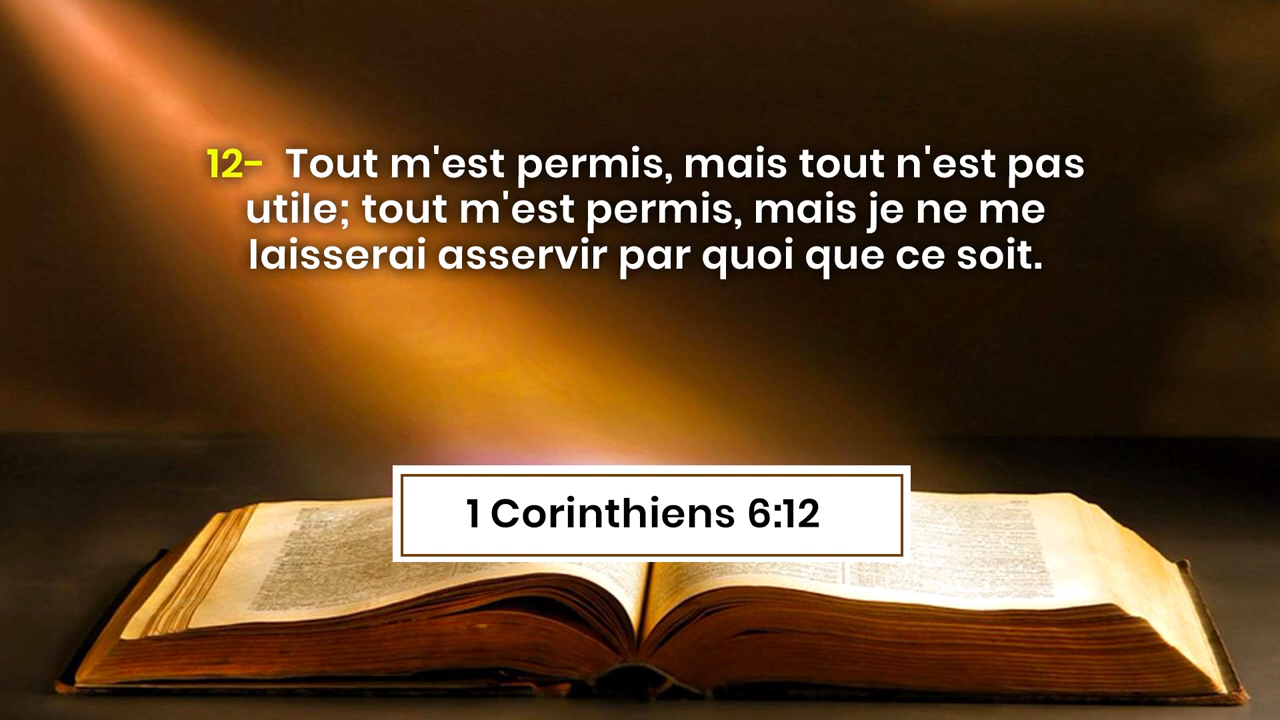 12- Tout m'est permis, mais tout n'est pas
utile; tout m'est permis, mais je ne me
laisserai asservir par quoi que ce soit.
1 Corinthiens 6:12